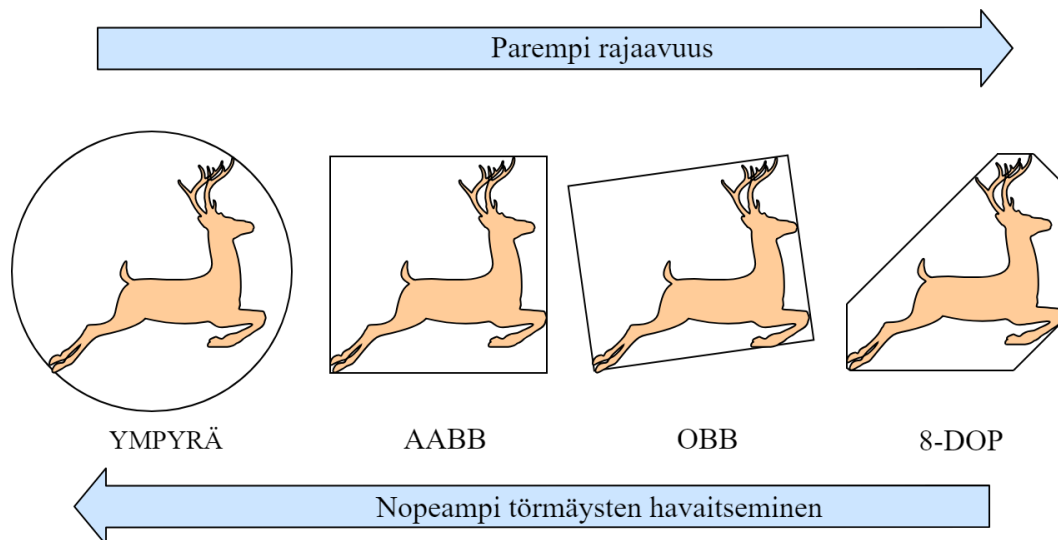 Parempi rajaavuus
YMPYRÄ
AABB
OBB
8-DOP
Nopeampi törmäysten havaitseminen